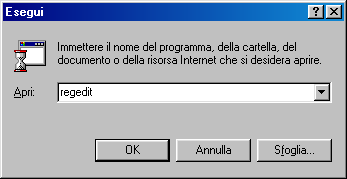 Esegui
Immettere il nome del programma, della cartella, del
documento o della risorsa Internet che si desidera aprire.
Apri: regedit
OK Annulla Sfoglia...